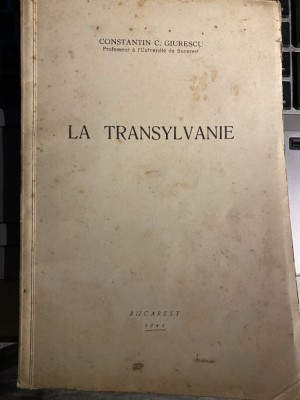 CONSTANTIN C. GIURESCU
Professeur à l'Université de Bucarest
LA TRANSYLVANIE
BUCAREST